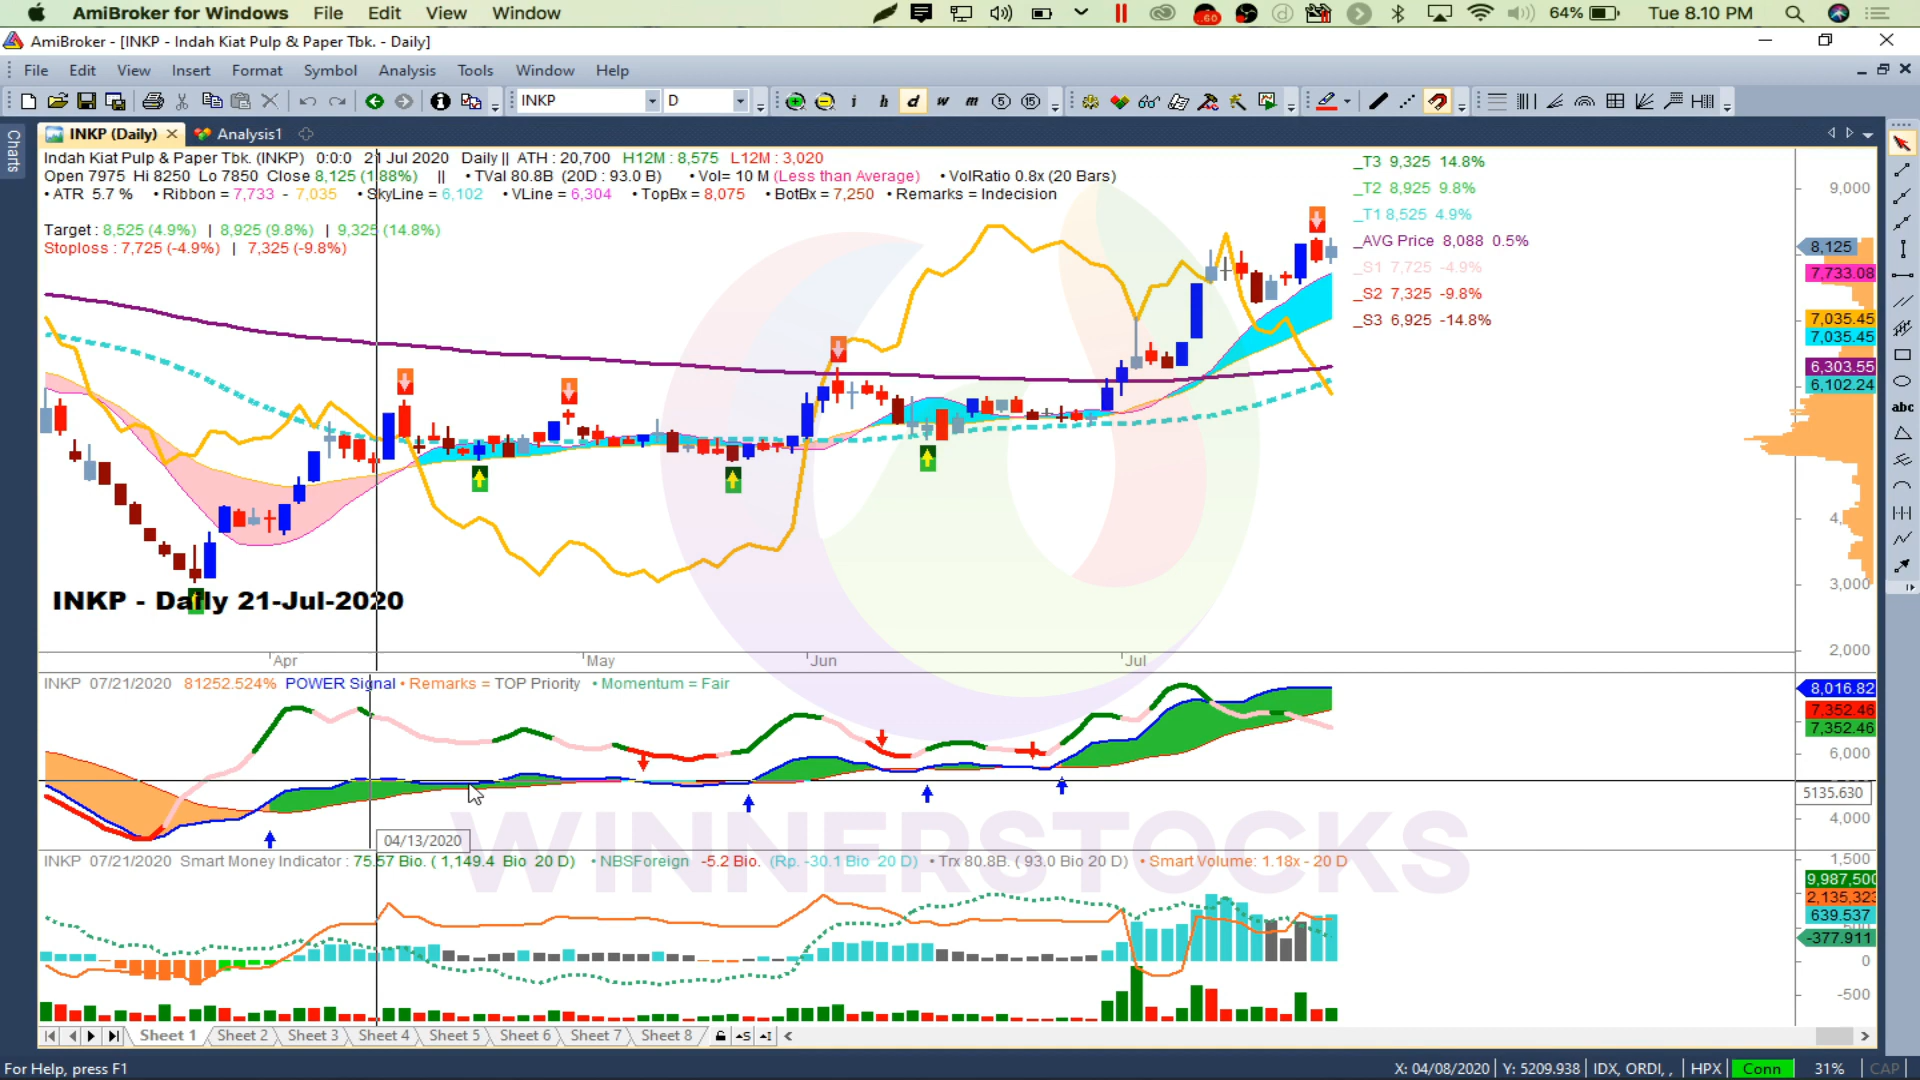 AmiBroker for Windows File Edit View Window 60 64% Tue 8.10 PM
AmiBroker - [INKP - Indah Kiat Pulp & Paper Tbk. - Daily]
File Edit View Insert Format Symbol Analysis Tools Window Help
INKP D i h d w m 5 15
Charts
INKP (Daily) Analysis1
Indah Kiat Pulp & Paper Tbk. (INKP) 0:0:0 21 Jul 2020 Daily || ATH : 20,700 H12M : 8,575 L12M : 3,020
Open 7975 Hi 8250 Lo 7850 Close 8,125 (1.88%) || • TVal 80.8B (20D : 93.0 B) • Vol= 10 M (Less than Average) • VolRatio 0.8x (20 Bars)
• ATR 5.7 % • Ribbon = 7,733 - 7,035 • SkyLine = 6,102 • VLine = 6,304 • TopBx = 8,075 • BotBx = 7,250 • Remarks = Indecision
Target : 8,525 (4.9%) | 8,925 (9.8%) | 9,325 (14.8%)
Stoploss : 7,725 (-4.9%) | 7,325 (-9.8%)
_T3 9,325 14.8%
_T2 8,925 9.8%
_T1 8,525 4.9%
_AVG Price 8,088 0.5%
_S1 7,725 -4.9%
_S2 7,325 -9.8%
_S3 6,925 -14.8%
9,000
8,125
7,733.08
7,035.45
7,035.45
6,303.55
6,102.24
abc
4,
3,000
2,000
INKP - Daily 21-Jul-2020
Apr May Jun Jul
INKP 07/21/2020 81252.524% POWER Signal • Remarks = TOP Priority • Momentum = Fair
8,016.82
7,352.46
7,352.46
6,000
5135.630
4,000
04/13/2020
WINNERSTOCKS
INKP 07/21/2020 Smart Money Indicator : 75.57 Bio. ( 1,149.4 Bio 20 D) • NBSForeign -5.2 Bio. (Rp. -30.1 Bio 20 D) • Trx 80.8B. ( 93.0 Bio 20 D) • Smart Volume: 1.18x - 20 D
1,500
9,987,500
2,135,323
639.537
-377.911
0
-500
Sheet 1 Sheet 2 Sheet 3 Sheet 4 Sheet 5 Sheet 6 Sheet 7 Sheet 8
For Help, press F1 X: 04/08/2020 Y: 5209.938 IDX, ORDI, , HPX Conn 31% CAP